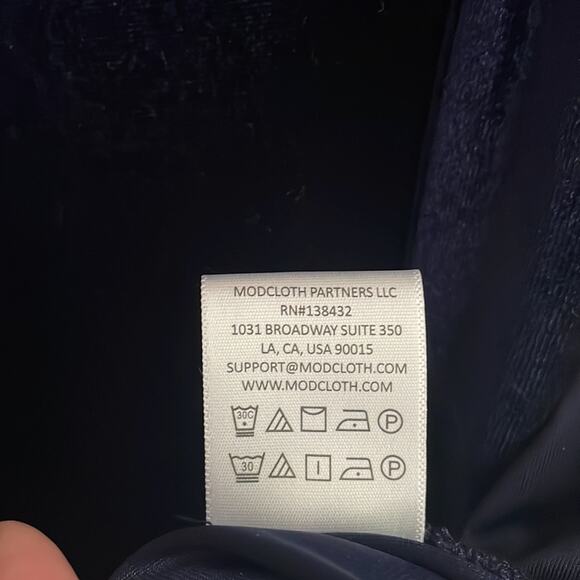 MODCLOTH PARTNERS LLC
RN#138432
1031 BROADWAY SUITE 350
LA, CA, USA 90015
SUPPORT@MODCLOTH.COM
WWW.MODCLOTH.COM
30C P
30 P